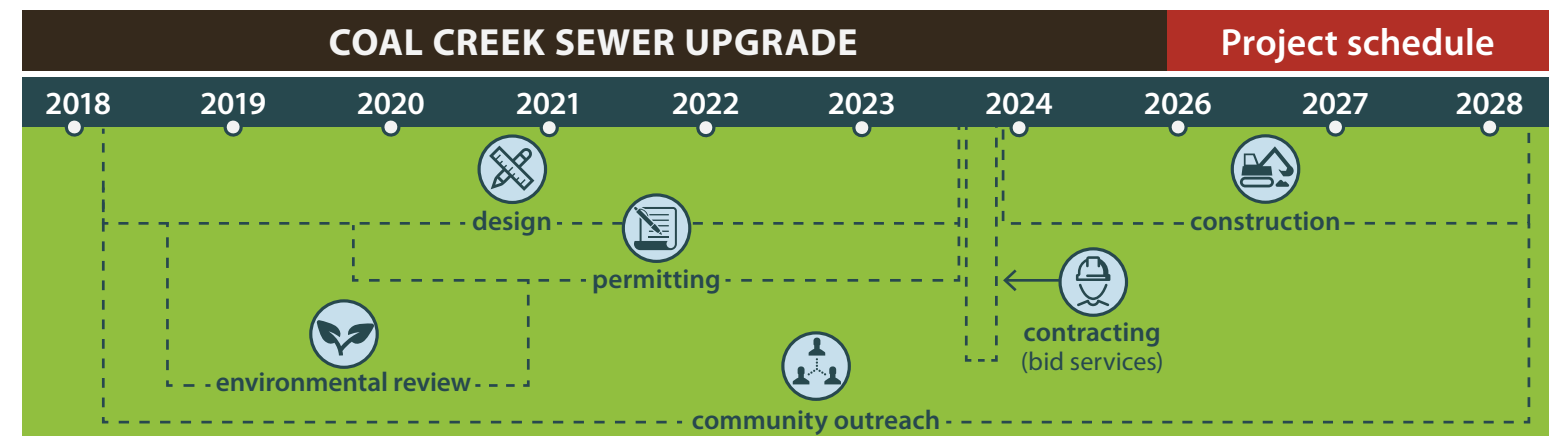 COAL CREEK SEWER UPGRADE
Project schedule
2018 2019 2020 2021 2022 2023 2024 2026 2027 2028
design
construction
permitting
contracting
(bid services)
environmental review
community outreach